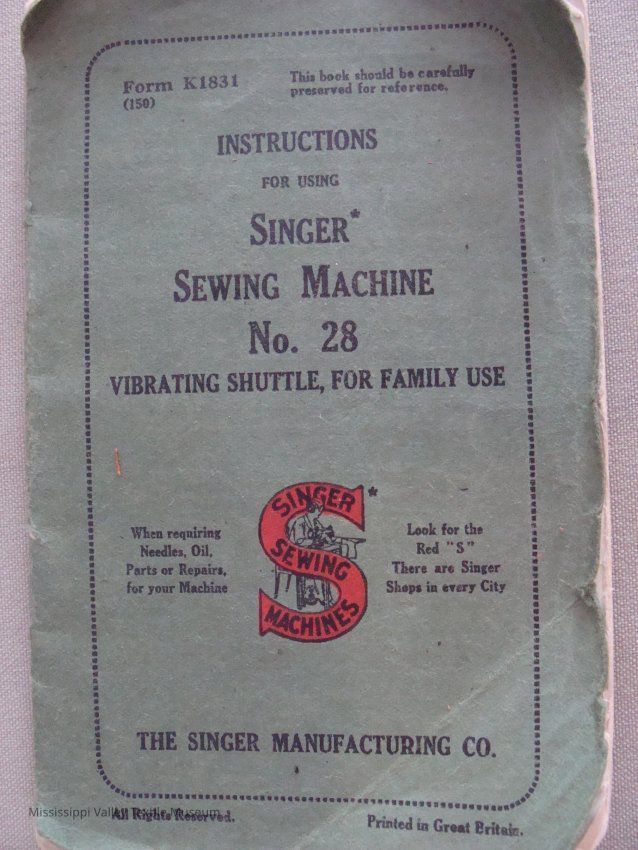 Form K1831
(150)
This book should be carefully
preserved for reference.
INSTRUCTIONS
FOR USING
SINGER*
SEWING MACHINE
No. 28
VIBRATING SHUTTLE, FOR FAMILY USE
When requiring
Needles, Oil,
Parts or Repairs,
for your Machine
SINGER*
SEWING
MACHINES
Look for the
Red "S"
There are Singer
Shops in every City
THE SINGER MANUFACTURING CO.
Mississippi Valley Textile Museum
All Rights Reserved.
Printed in Great Britain.